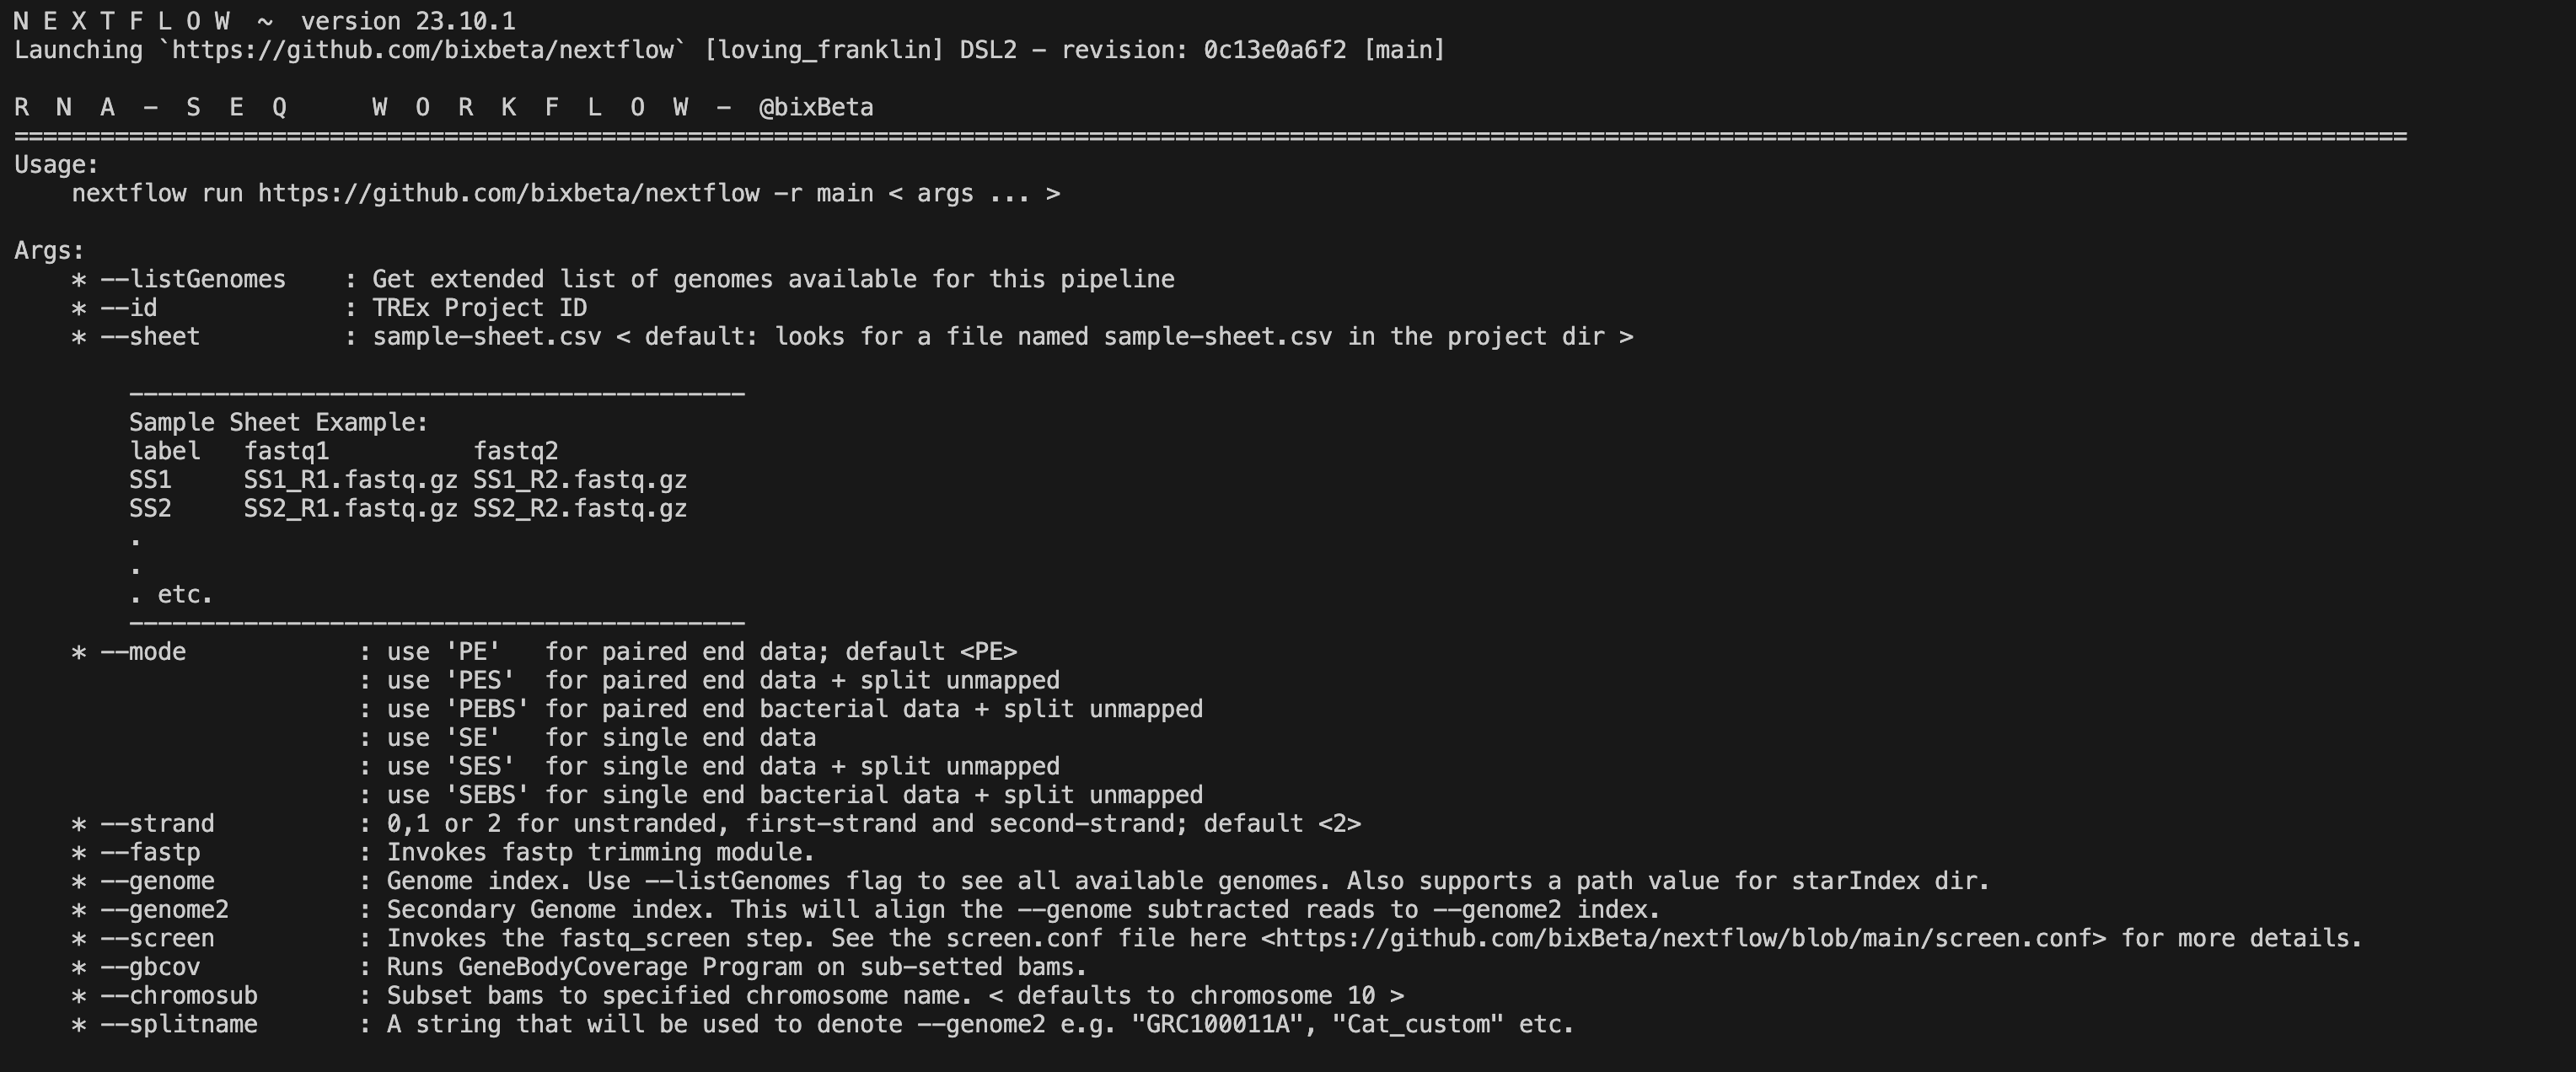 N E X T F L O W  ~  version 23.10.1
Launching `https://github.com/bixbeta/nextflow` [loving_franklin] DSL2 - revision: 0c13e0a6f2 [main]
R  N  A  -  S  E  Q      W  O  R  K  F  L  O  W  -  @bixBeta
=======================================================================================================================================================================
Usage:
    nextflow run https://github.com/bixbeta/nextflow -r main < args ... >
Args:
    * --listGenomes    : Get extended list of genomes available for this pipeline
    * --id             : TREx Project ID
    * --sheet          : sample-sheet.csv < default: looks for a file named sample-sheet.csv in the project dir >
        -------------------------------------------
        Sample Sheet Example:
        label   fastq1          fastq2
        SS1     SS1_R1.fastq.gz SS1_R2.fastq.gz
        SS2     SS2_R1.fastq.gz SS2_R2.fastq.gz
        .
        .
        . etc.
        -------------------------------------------
    * --mode            : use 'PE'   for paired end data; default <PE>
                        : use 'PES'  for paired end data + split unmapped
                        : use 'PEBS' for paired end bacterial data + split unmapped
                        : use 'SE'   for single end data
                        : use 'SES'  for single end data + split unmapped
                        : use 'SEBS' for single end bacterial data + split unmapped
    * --strand          : 0,1 or 2 for unstranded, first-strand and second-strand; default <2>
    * --fastp           : Invokes fastp trimming module.
    * --genome          : Genome index. Use --listGenomes flag to see all available genomes. Also supports a path value for starIndex dir.
    * --genome2         : Secondary Genome index. This will align the --genome subtracted reads to --genome2 index.
    * --screen          : Invokes the fastq_screen step. See the screen.conf file here <https://github.com/bixBeta/nextflow/blob/main/screen.conf> for more details.
    * --gbcov           : Runs GeneBodyCoverage Program on sub-setted bams.
    * --chromosub       : Subset bams to specified chromosome name. < defaults to chromosome 10 >
    * --splitname       : A string that will be used to denote --genome2 e.g. "GRC100011A", "Cat_custom" etc.